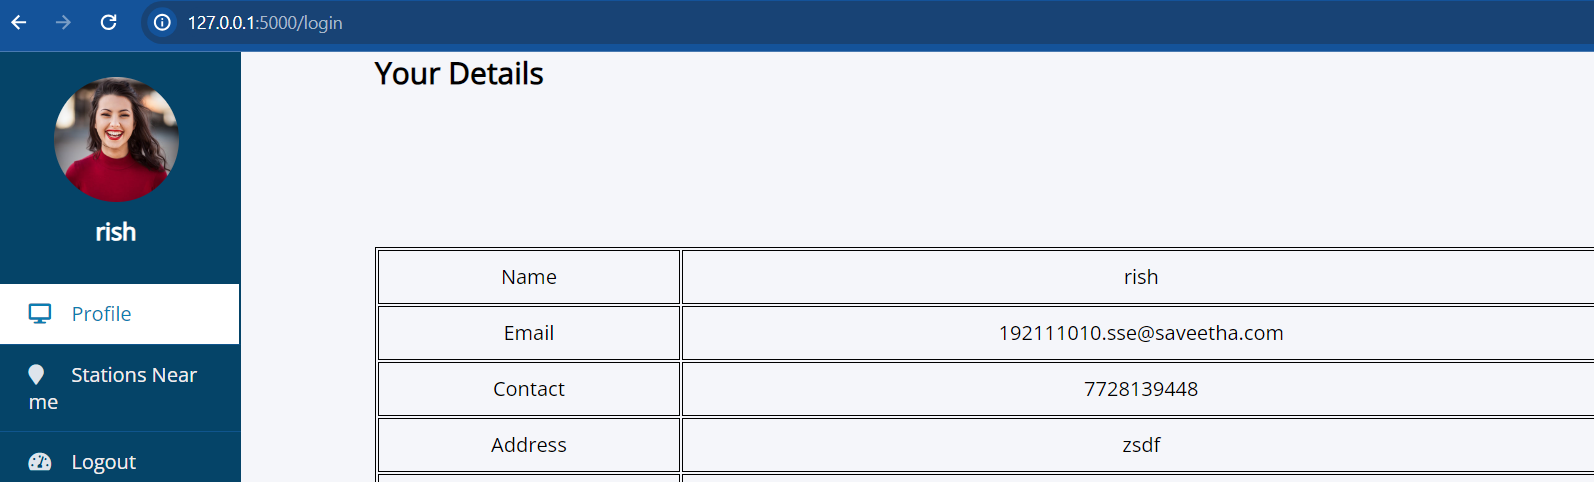 127.0.0.1:5000/login
Your Details
rish
Profile
Stations Near
me
Logout
Name rish
Email 192111010.sse@saveetha.com
Contact 7728139448
Address zsdf